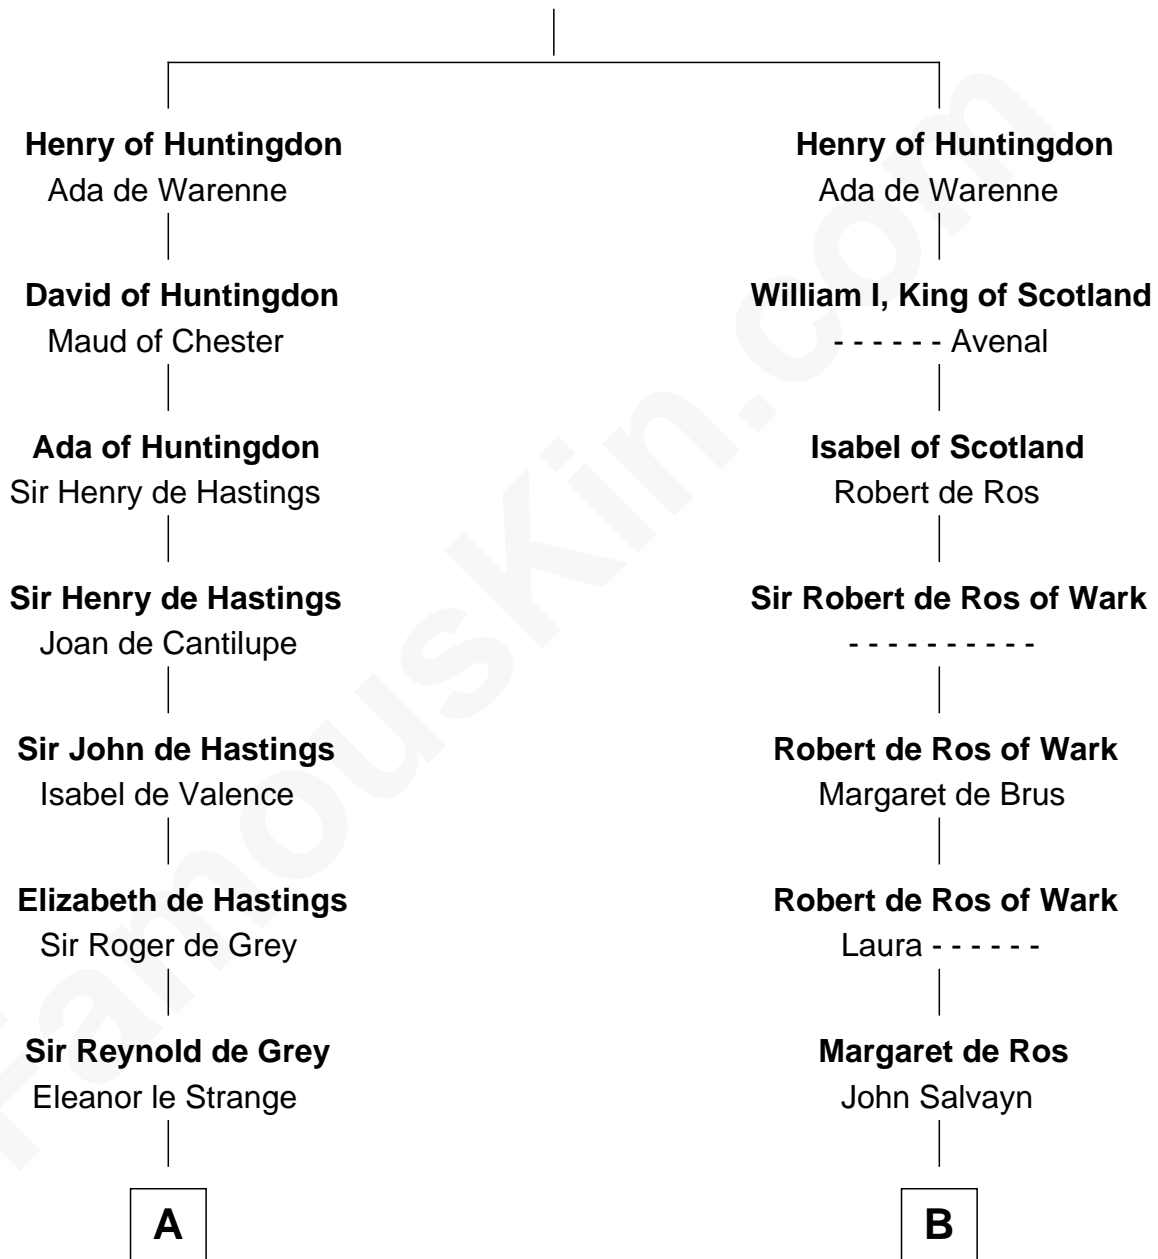 Henry of Huntingdon
Ada de Warenne
David of Huntingdon
Maud of Chester
Ada of Huntingdon
Sir Henry de Hastings
Sir Henry de Hastings
Joan de Cantilupe
Sir John de Hastings
Isabel de Valence
Elizabeth de Hastings
Sir Roger de Grey
Sir Reynold de Grey
Eleanor le Strange
A
Henry of Huntingdon
Ada de Warenne
William I, King of Scotland
- - - - - - Avenal
Isabel of Scotland
Robert de Ros
Sir Robert de Ros of Wark
- - - - - - - - - -
Robert de Ros of Wark
Margaret de Brus
Robert de Ros of Wark
Laura - - - - - -
Margaret de Ros
John Salvayn
B
FamousKin.com